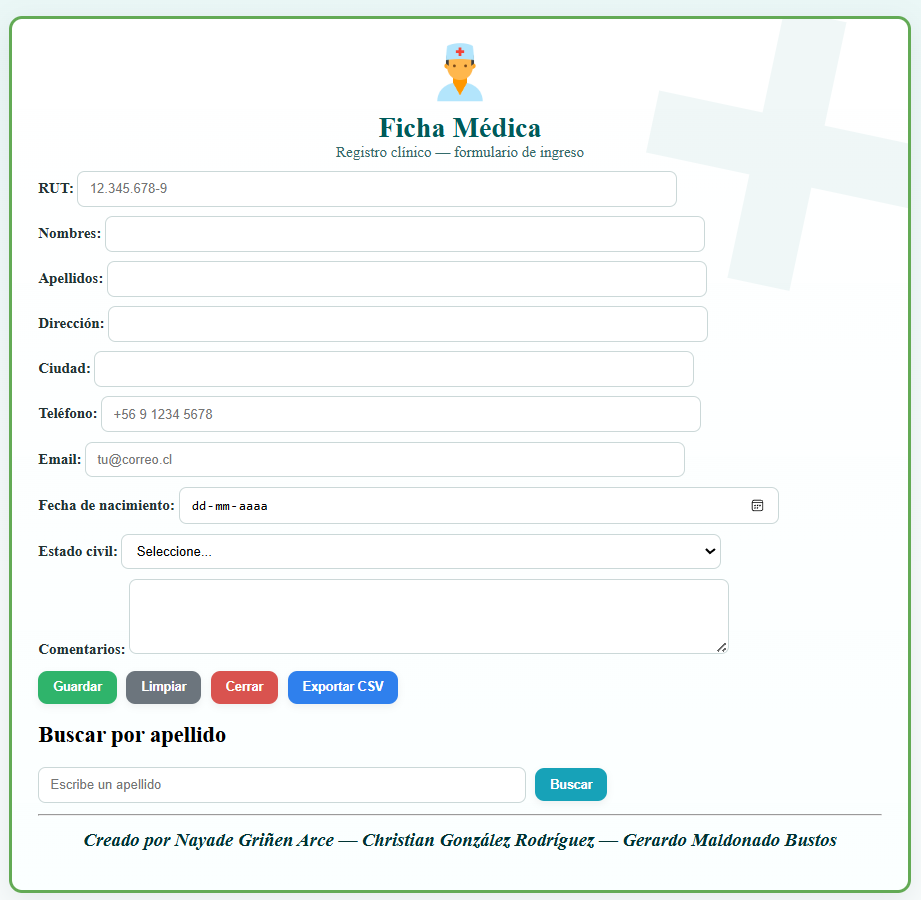 Ficha Médica
Registro clínico — formulario de ingreso
RUT: 12.345.678-9
Nombres:
Apellidos:
Dirección:
Ciudad:
Teléfono: +56 9 1234 5678
Email: tu@correo.cl
Fecha de nacimiento: dd-mm-aaaa
Estado civil: Seleccione...
Comentarios:
Guardar Limpiar Cerrar Exportar CSV
Buscar por apellido
Escribe un apellido Buscar
Creado por Nayade Griñen Arce — Christian González Rodríguez — Gerardo Maldonado Bustos